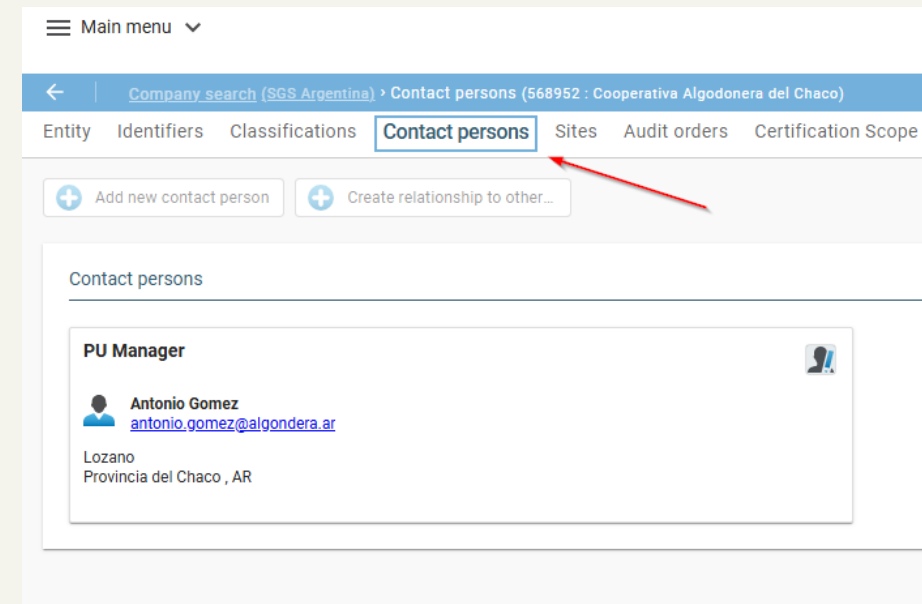 Main menu
Company search (SGS Argentina) › Contact persons (568952 : Cooperativa Algodonera del Chaco)
Entity Identifiers Classifications Contact persons Sites Audit orders Certification Scope
Add new contact person Create relationship to other...
Contact persons
PU Manager
Antonio Gomez
antonio.gomez@algondera.ar
Lozano
Provincia del Chaco , AR